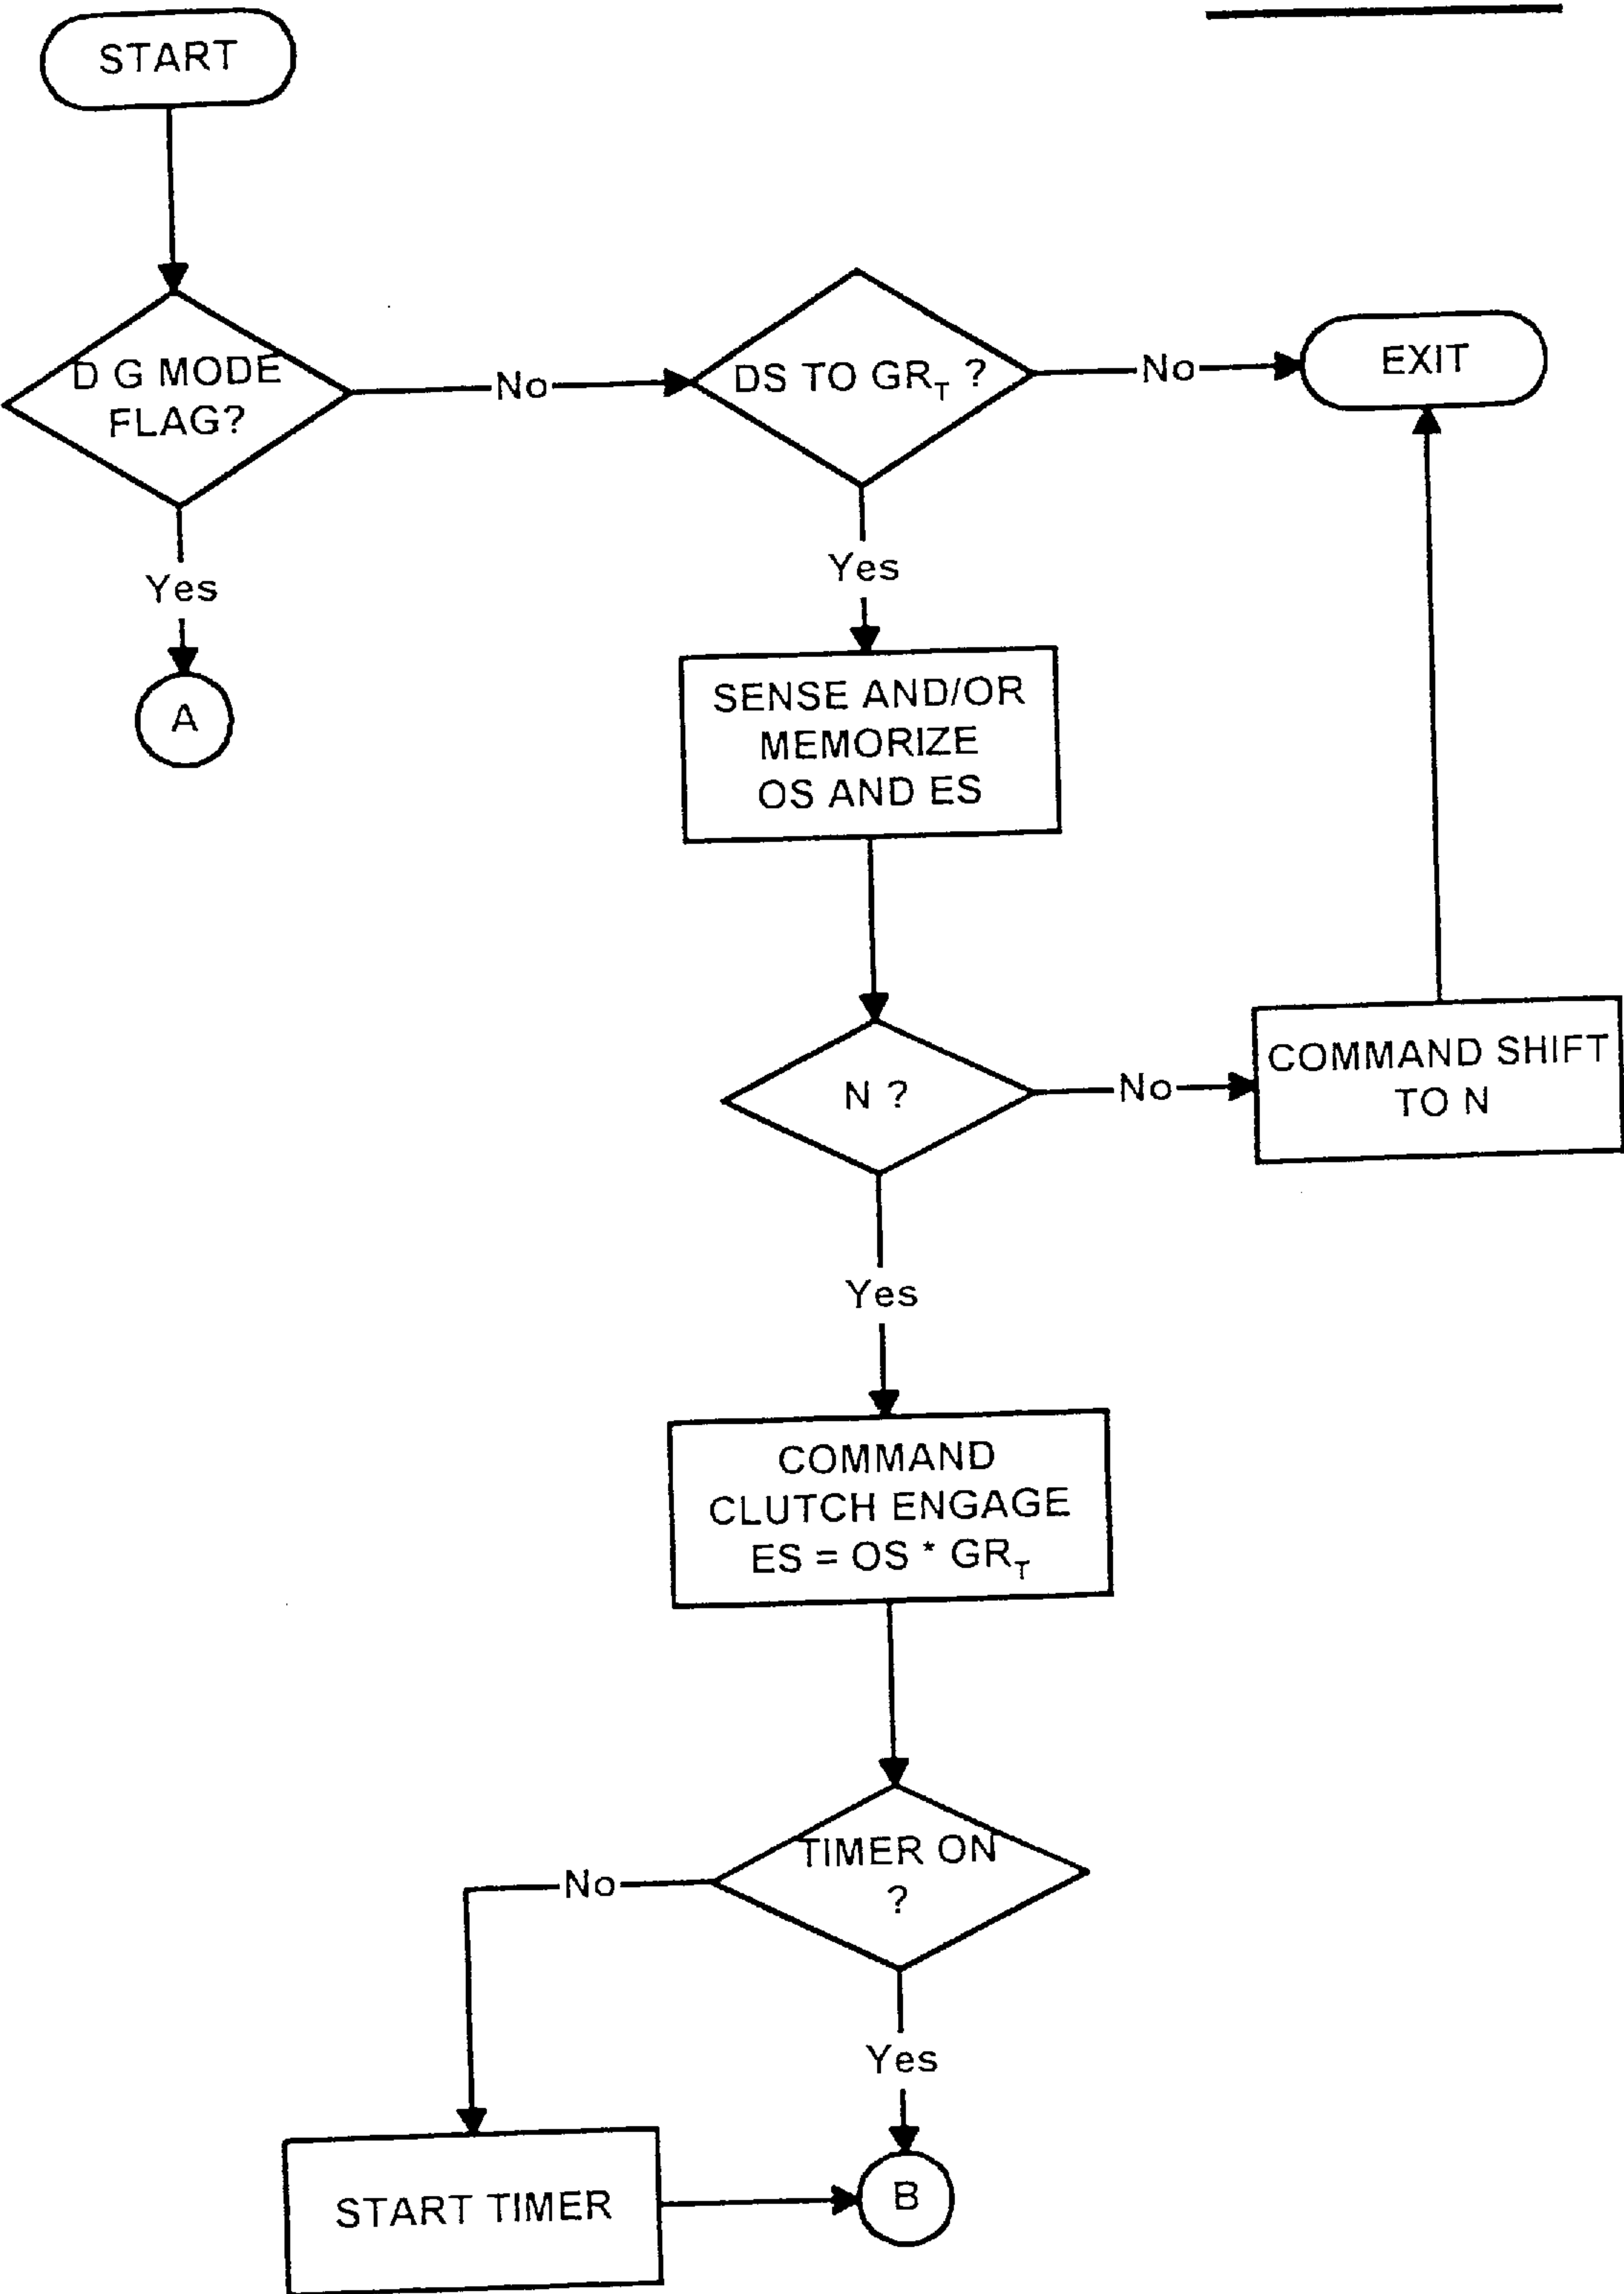 START
D G MODE
FLAG?
No
DS TO GR_T ?
No
EXIT
Yes
A
Yes
SENSE AND/OR
MEMORIZE
OS AND ES
N ?
No
COMMAND SHIFT
TO N
Yes
COMMAND
CLUTCH ENGAGE
ES = OS * GR_T
TIMER ON
?
No
Yes
START TIMER
B